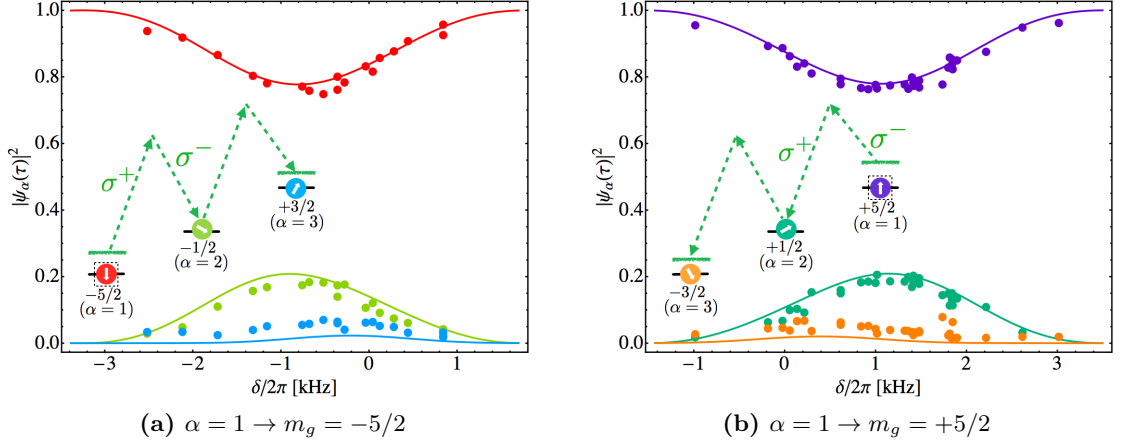 1.0
0.8
0.6
0.4
0.2
0.0
|ψα(τ)|²
σ⁺
σ⁻
−5/2
(α = 1)
−1/2
(α = 2)
+3/2
(α = 3)
−3 −2 −1 0 1
δ/2π [kHz]
(a) α = 1 → m_g = −5/2
1.0
0.8
0.6
0.4
0.2
0.0
|ψα(τ)|²
σ⁺
σ⁻
+5/2
(α = 1)
+1/2
(α = 2)
−3/2
(α = 3)
−1 0 1 2 3
δ/2π [kHz]
(b) α = 1 → m_g = +5/2